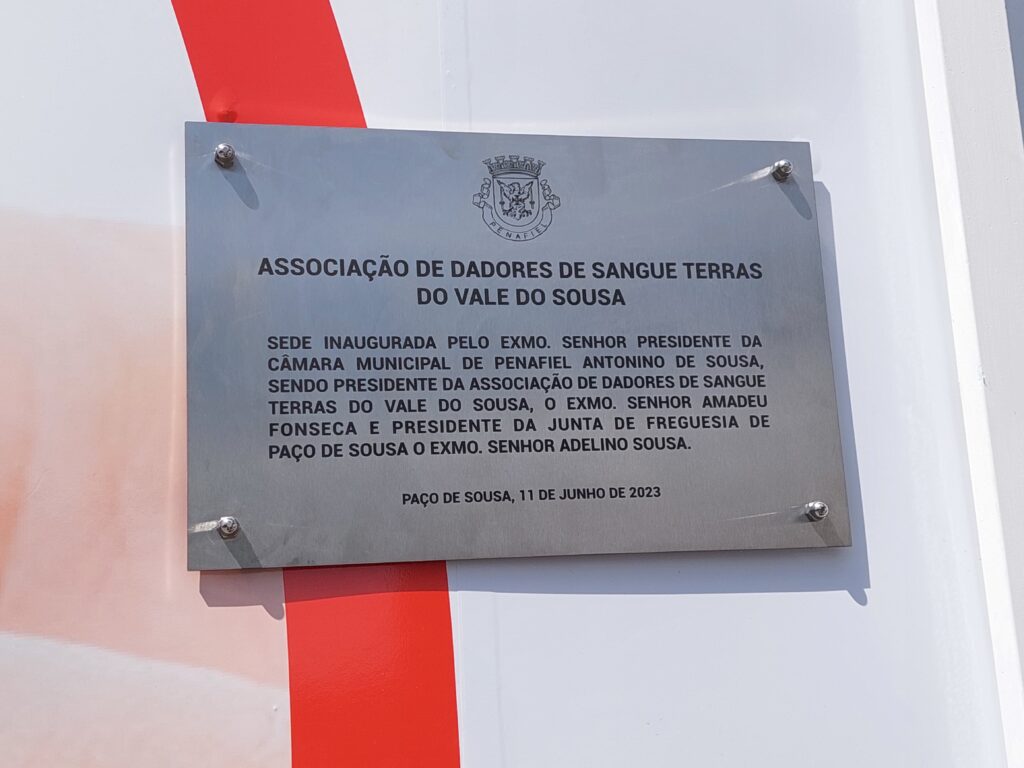 PENAFIEL
ASSOCIAÇÃO DE DADORES DE SANGUE TERRAS
DO VALE DO SOUSA
SEDE INAUGURADA PELO EXMO. SENHOR PRESIDENTE DA
CÂMARA MUNICIPAL DE PENAFIEL ANTONINO DE SOUSA,
SENDO PRESIDENTE DA ASSOCIAÇÃO DE DADORES DE SANGUE
TERRAS DO VALE DO SOUSA, O EXMO. SENHOR AMADEU
FONSECA E PRESIDENTE DA JUNTA DE FREGUESIA DE
PAÇO DE SOUSA O EXMO. SENHOR ADELINO SOUSA.
PAÇO DE SOUSA, 11 DE JUNHO DE 2023